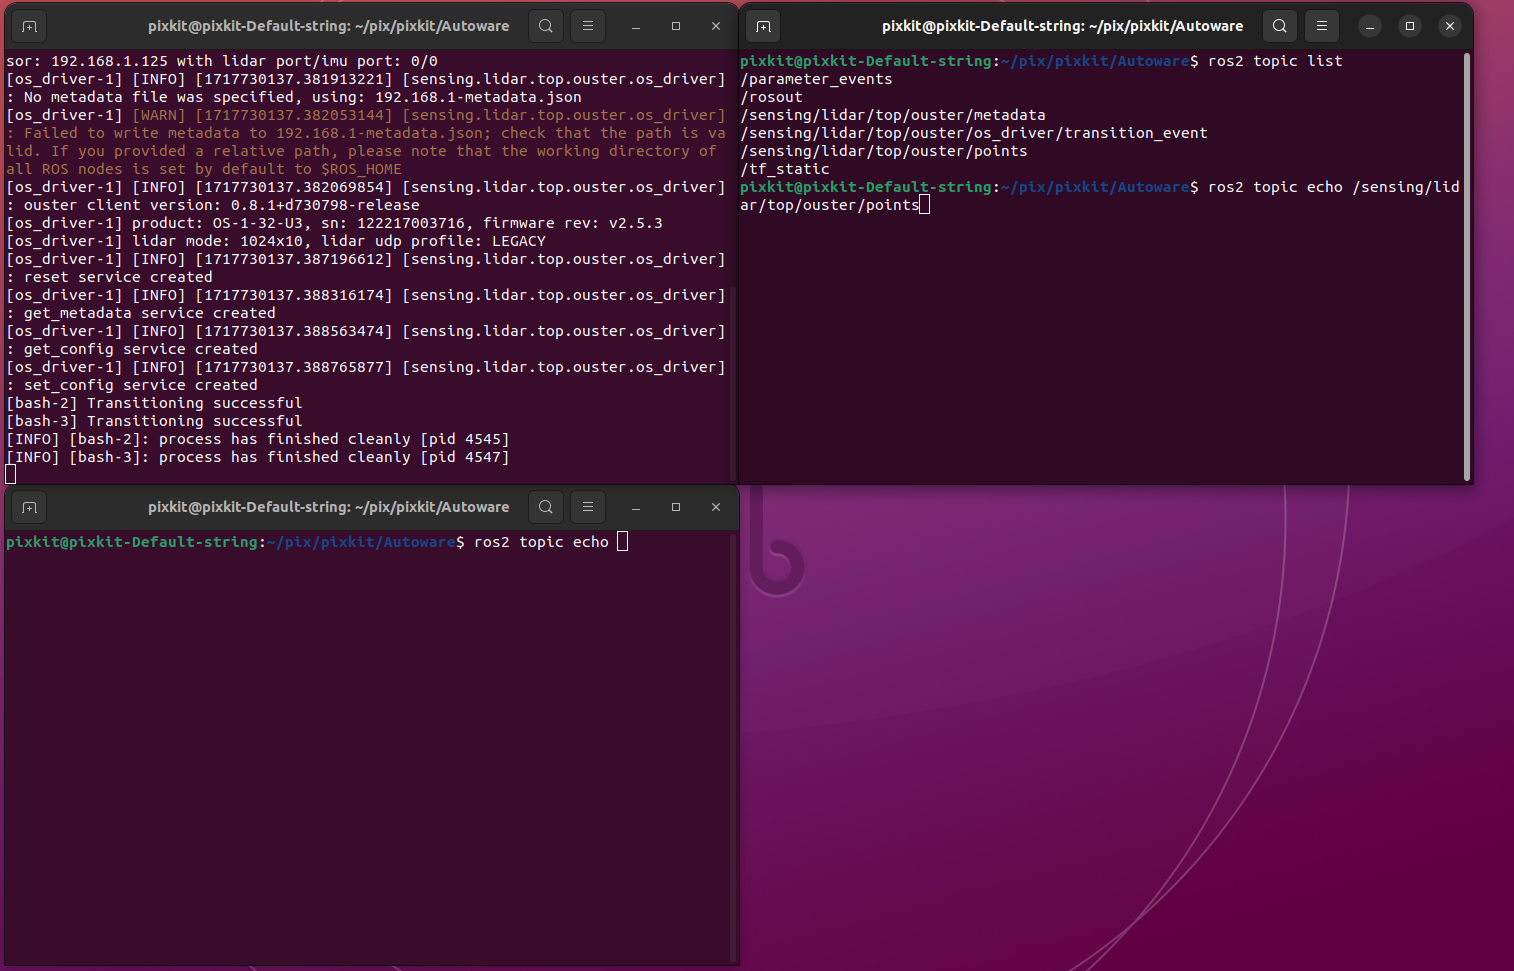 pixkit@pixkit-Default-string: ~/pix/pixkit/Autoware
sor: 192.168.1.125 with lidar port/imu port: 0/0
[os_driver-1] [INFO] [1717730137.381913221] [sensing.lidar.top.ouster.os_driver]
: No metadata file was specified, using: 192.168.1-metadata.json
[os_driver-1] [WARN] [1717730137.382053144] [sensing.lidar.top.ouster.os_driver]
: Failed to write metadata to 192.168.1-metadata.json; check that the path is va
lid. If you provided a relative path, please note that the working directory of
all ROS nodes is set by default to $ROS_HOME
[os_driver-1] [INFO] [1717730137.382069854] [sensing.lidar.top.ouster.os_driver]
: ouster client version: 0.8.1+d730798-release
[os_driver-1] product: OS-1-32-U3, sn: 122217003716, firmware rev: v2.5.3
[os_driver-1] lidar mode: 1024x10, lidar udp profile: LEGACY
[os_driver-1] [INFO] [1717730137.387196612] [sensing.lidar.top.ouster.os_driver]
: reset service created
[os_driver-1] [INFO] [1717730137.388316174] [sensing.lidar.top.ouster.os_driver]
: get_metadata service created
[os_driver-1] [INFO] [1717730137.388563474] [sensing.lidar.top.ouster.os_driver]
: get_config service created
[os_driver-1] [INFO] [1717730137.388765877] [sensing.lidar.top.ouster.os_driver]
: set_config service created
[bash-2] Transitioning successful
[bash-3] Transitioning successful
[INFO] [bash-2]: process has finished cleanly [pid 4545]
[INFO] [bash-3]: process has finished cleanly [pid 4547]
pixkit@pixkit-Default-string: ~/pix/pixkit/Autoware
pixkit@pixkit-Default-string:~/pix/pixkit/Autoware$ ros2 topic list
/parameter_events
/rosout
/sensing/lidar/top/ouster/metadata
/sensing/lidar/top/ouster/os_driver/transition_event
/sensing/lidar/top/ouster/points
/tf_static
pixkit@pixkit-Default-string:~/pix/pixkit/Autoware$ ros2 topic echo /sensing/lid
ar/top/ouster/points
pixkit@pixkit-Default-string: ~/pix/pixkit/Autoware
pixkit@pixkit-Default-string:~/pix/pixkit/Autoware$ ros2 topic echo